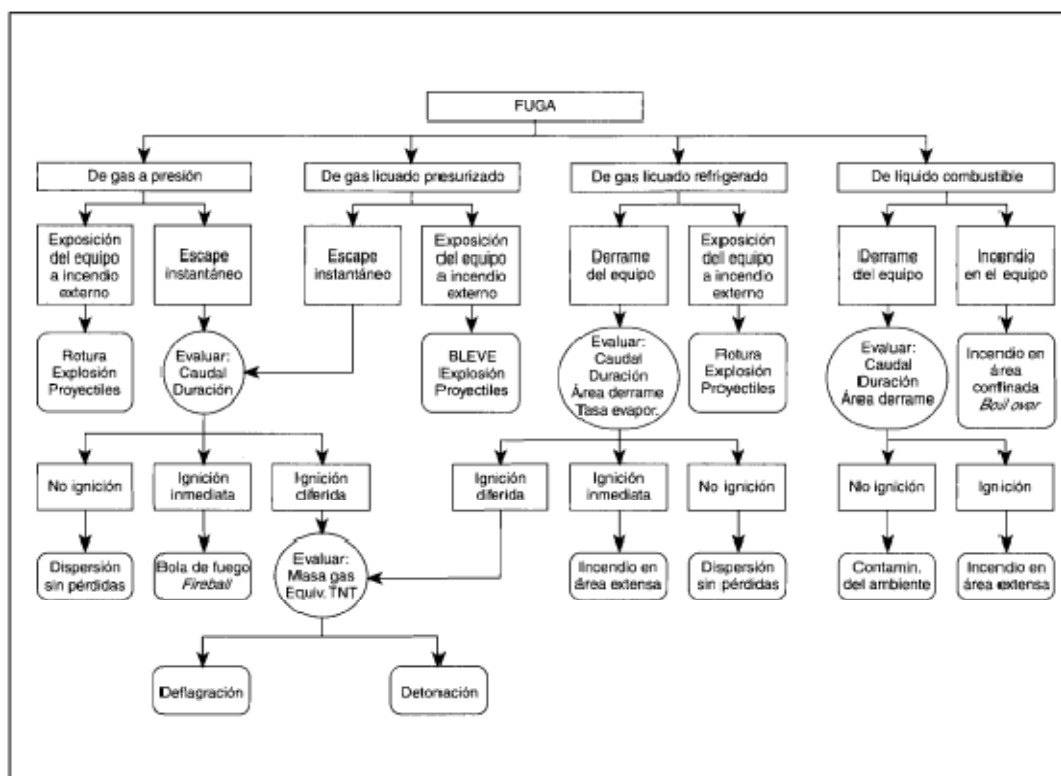 FUGA
De gas a presión
De gas licuado presurizado
De gas licuado refrigerado
De líquido combustible
Exposición
del equipo
a incendio
externo
Escape
instantáneo
Escape
instantáneo
Exposición
del equipo
a incendio
externo
Derrame
del equipo
Exposición
del equipo
a incendio
externo
Derrame
del equipo
Incendio
en el equipo
Rotura
Explosión
Proyectiles
Evaluar:
Caudal
Duración
BLEVE
Explosión
Proyectiles
Evaluar:
Caudal
Duración
Área derrame
Tasa evapor.
Rotura
Explosión
Proyectiles
Evaluar:
Caudal
Duración
Área derrame
Incendio en
área
confinada
Boil over
No ignición
Ignición
inmediata
Ignición
diferida
Ignición
diferida
Ignición
inmediata
No ignición
No ignición
Ignición
Dispersión
sin pérdidas
Bola de fuego
Fireball
Evaluar:
Masa gas
Equiv. TNT
Incendio en
área extensa
Dispersión
sin pérdidas
Contamin.
del ambiente
Incendio en
área extensa
Deflagración
Detonación